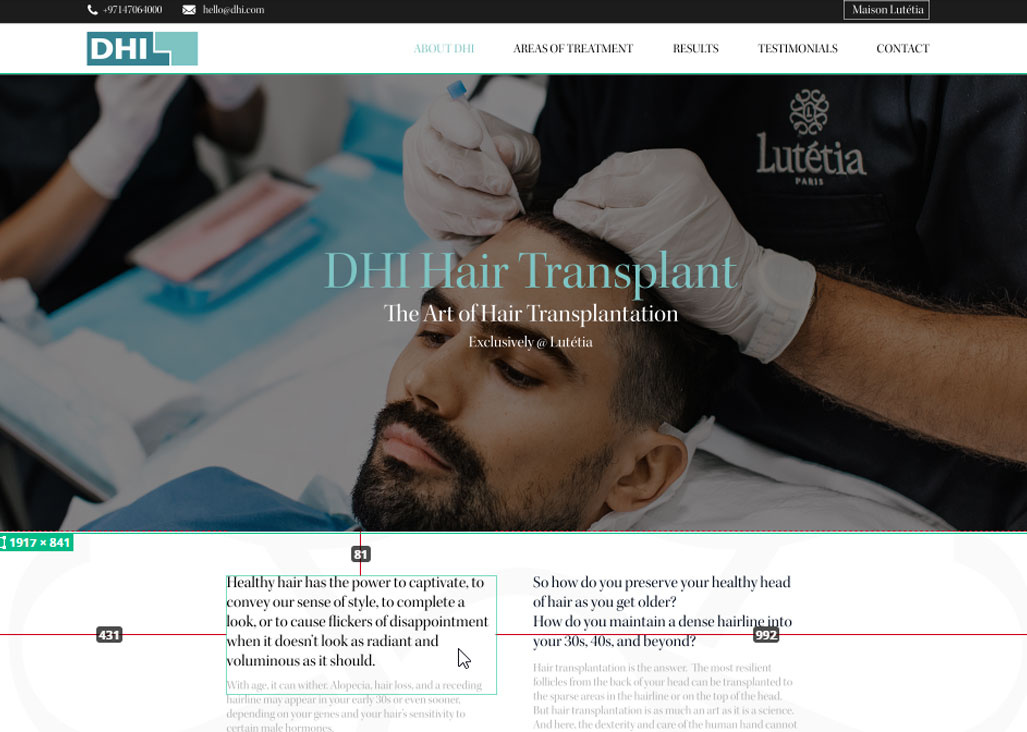 +97147064000 hello@dhi.com Maison Lutétia
DHI ABOUT DHI AREAS OF TREATMENT RESULTS TESTIMONIALS CONTACT
Lutétia
PARIS
DHI Hair Transplant
The Art of Hair Transplantation
Exclusively @ Lutétia
1917 × 841
81
Healthy hair has the power to captivate, to
convey our sense of style, to complete a
look, or to cause flickers of disappointment
when it doesn't look as radiant and
voluminous as it should.
With age, it can wither. Alopecia, hair loss, and a receding
hairline may appear in your early 30s or even sooner,
depending on your genes and your hair's sensitivity to
certain male hormones.
431
So how do you preserve your healthy head
of hair as you get older?
How do you maintain a dense hairline into
your 30s, 40s, and beyond?
992
Hair transplantation is the answer. The most resilient
follicles from the back of your head can be transplanted to
the sparse areas in the hairline or on the top of the head.
But hair transplantation is as much an art as it is a science.
And here, the dexterity and care of the human hand cannot